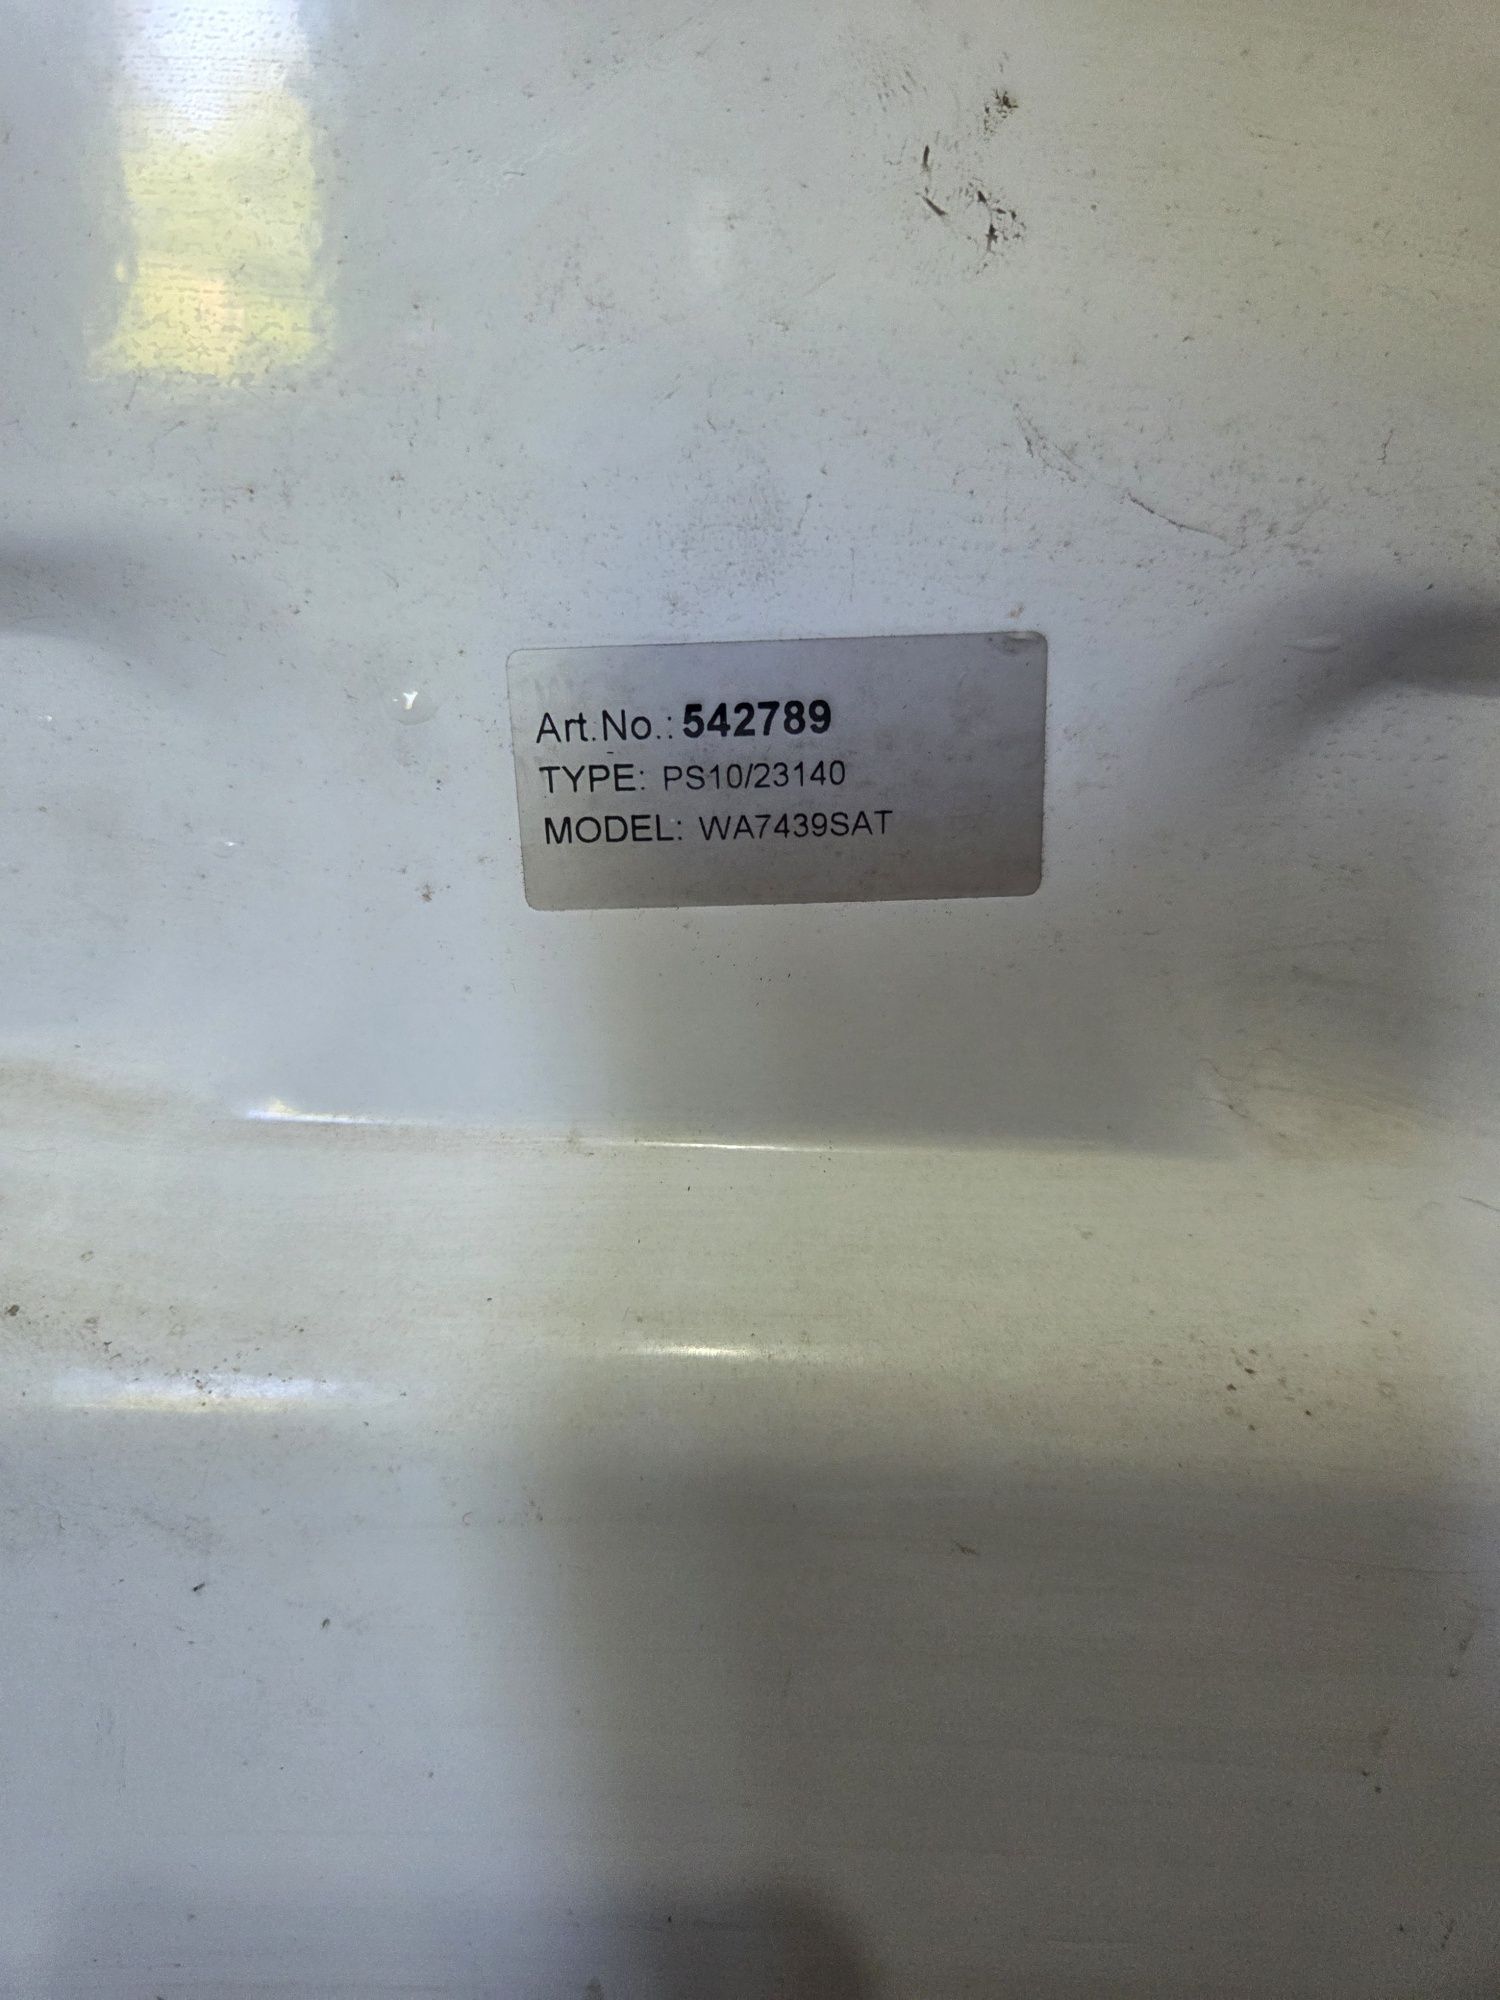 Art.No.: 542789
TYPE: PS10/23140
MODEL: WA7439SAT